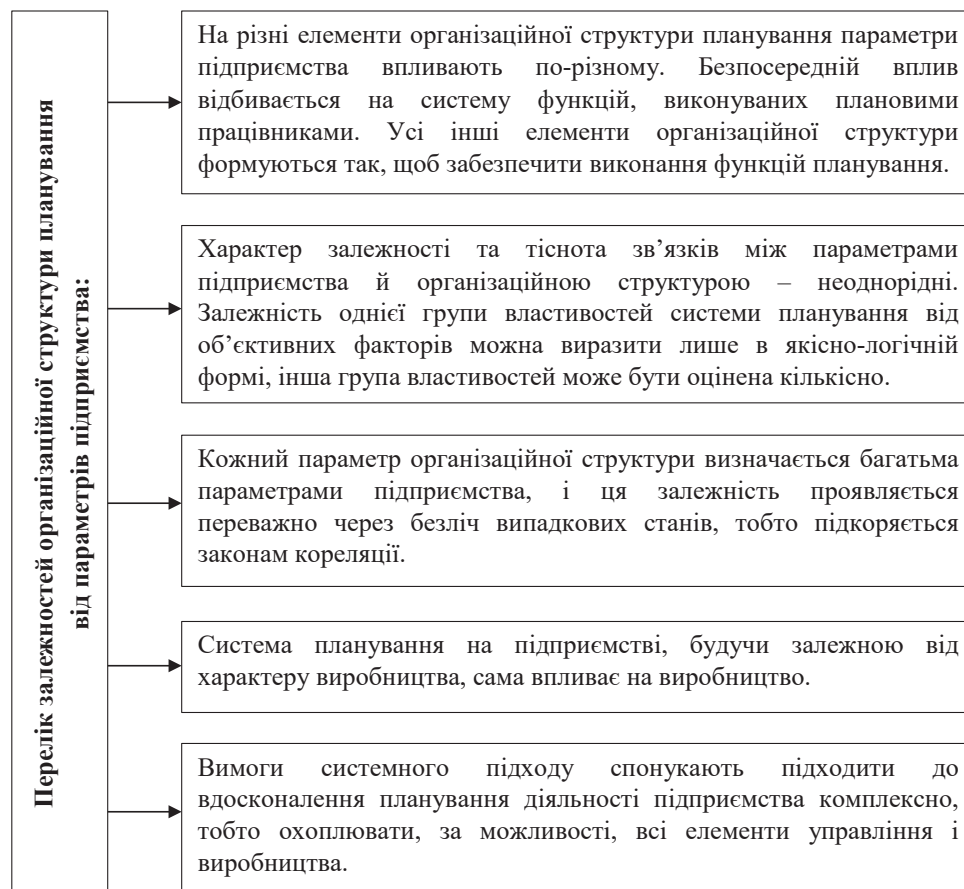 Перелік залежностей організаційної структури планування
від параметрів підприємства:
На різні елементи організаційної структури планування параметри
підприємства впливають по-різному. Безпосередній вплив
відбивається на систему функцій, виконуваних плановими
працівниками. Усі інші елементи організаційної структури
формуються так, щоб забезпечити виконання функцій планування.
Характер залежності та тіснота зв’язків між параметрами
підприємства й організаційною структурою – неоднорідні.
Залежність однієї групи властивостей системи планування від
об’єктивних факторів можна виразити лише в якісно-логічній
формі, інша група властивостей може бути оцінена кількісно.
Кожний параметр організаційної структури визначається багатьма
параметрами підприємства, і ця залежність проявляється
переважно через безліч випадкових станів, тобто підкоряється
законам кореляції.
Система планування на підприємстві, будучи залежною від
характеру виробництва, сама впливає на виробництво.
Вимоги системного підходу спонукають підходити до
вдосконалення планування діяльності підприємства комплексно,
тобто охоплювати, за можливості, всі елементи управління і
виробництва.